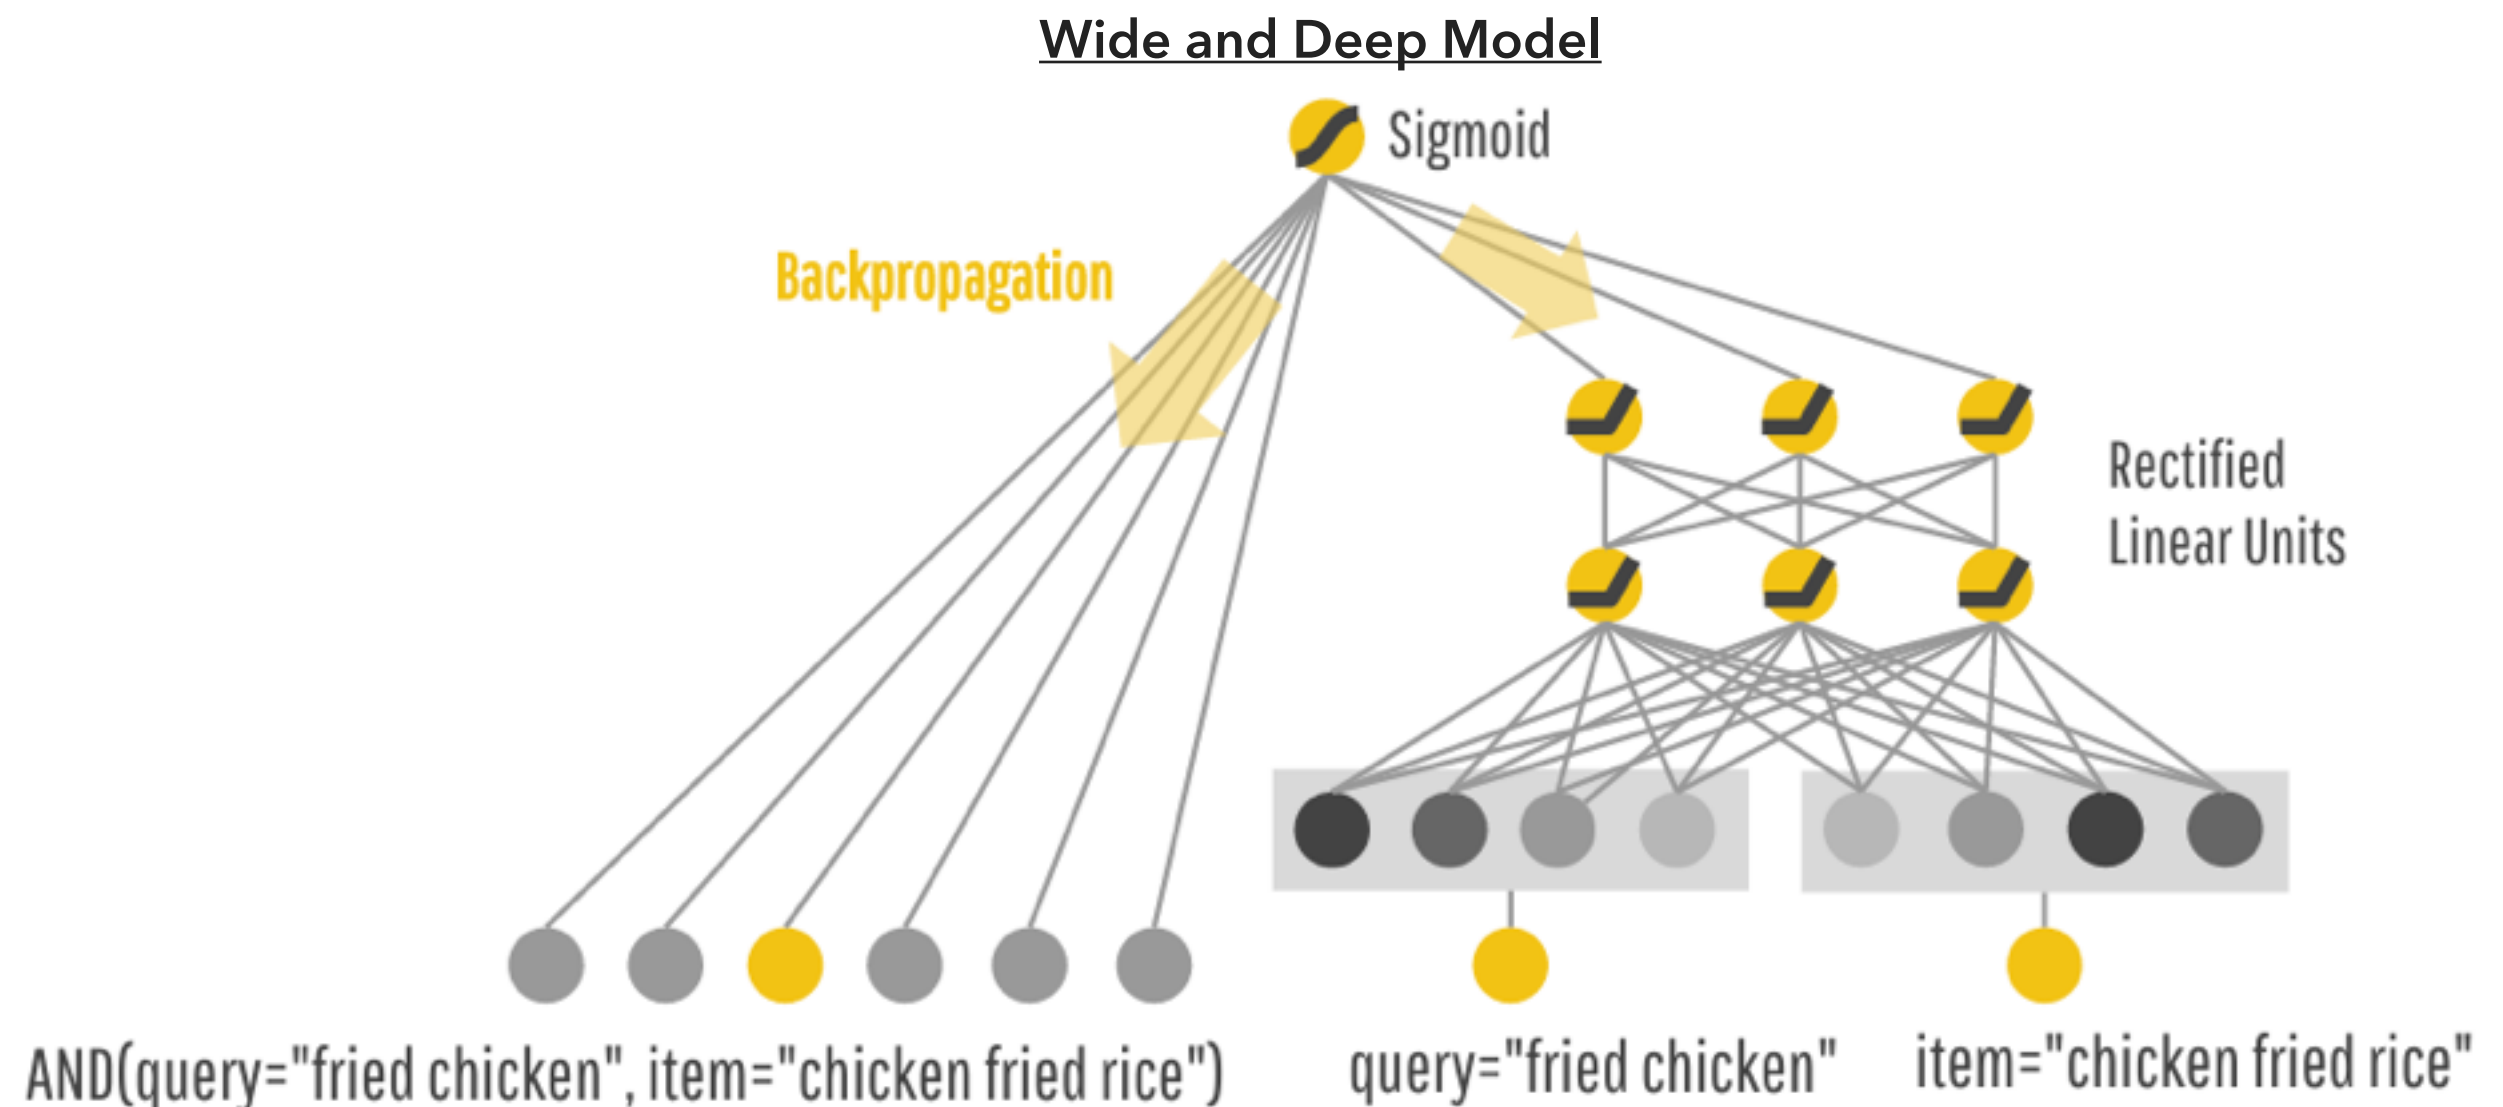 Wide and Deep Model
Sigmoid
Backpropagation
Rectified
Linear Units
AND(query="fried chicken", item="chicken fried rice")
query="fried chicken"
item="chicken fried rice"